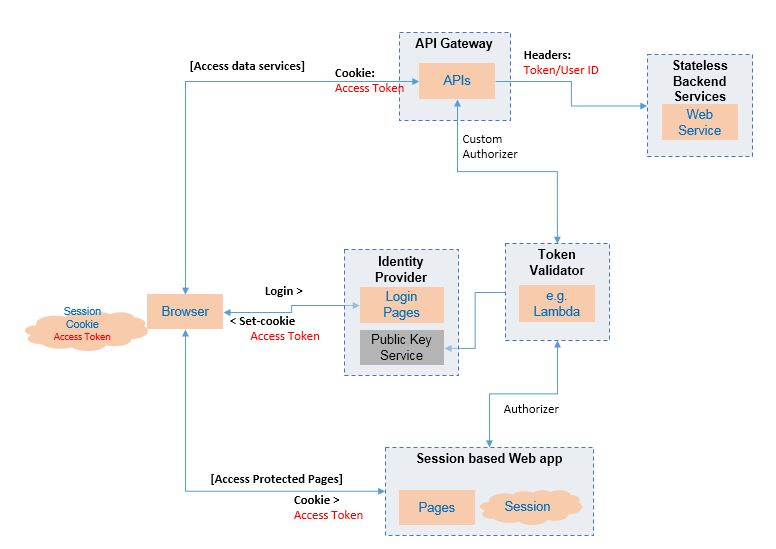 API Gateway
APIs
[Access data services]
Cookie:
Access Token
Headers:
Token/User ID
Stateless
Backend
Services
Web
Service
Custom
Authorizer
Identity
Provider
Login
Pages
Public Key
Service
Token
Validator
e.g.
Lambda
Login >
< Set-cookie
Access Token
Browser
Session
Cookie
Access Token
Authorizer
Session based Web app
Pages
Session
[Access Protected Pages]
Cookie >
Access Token